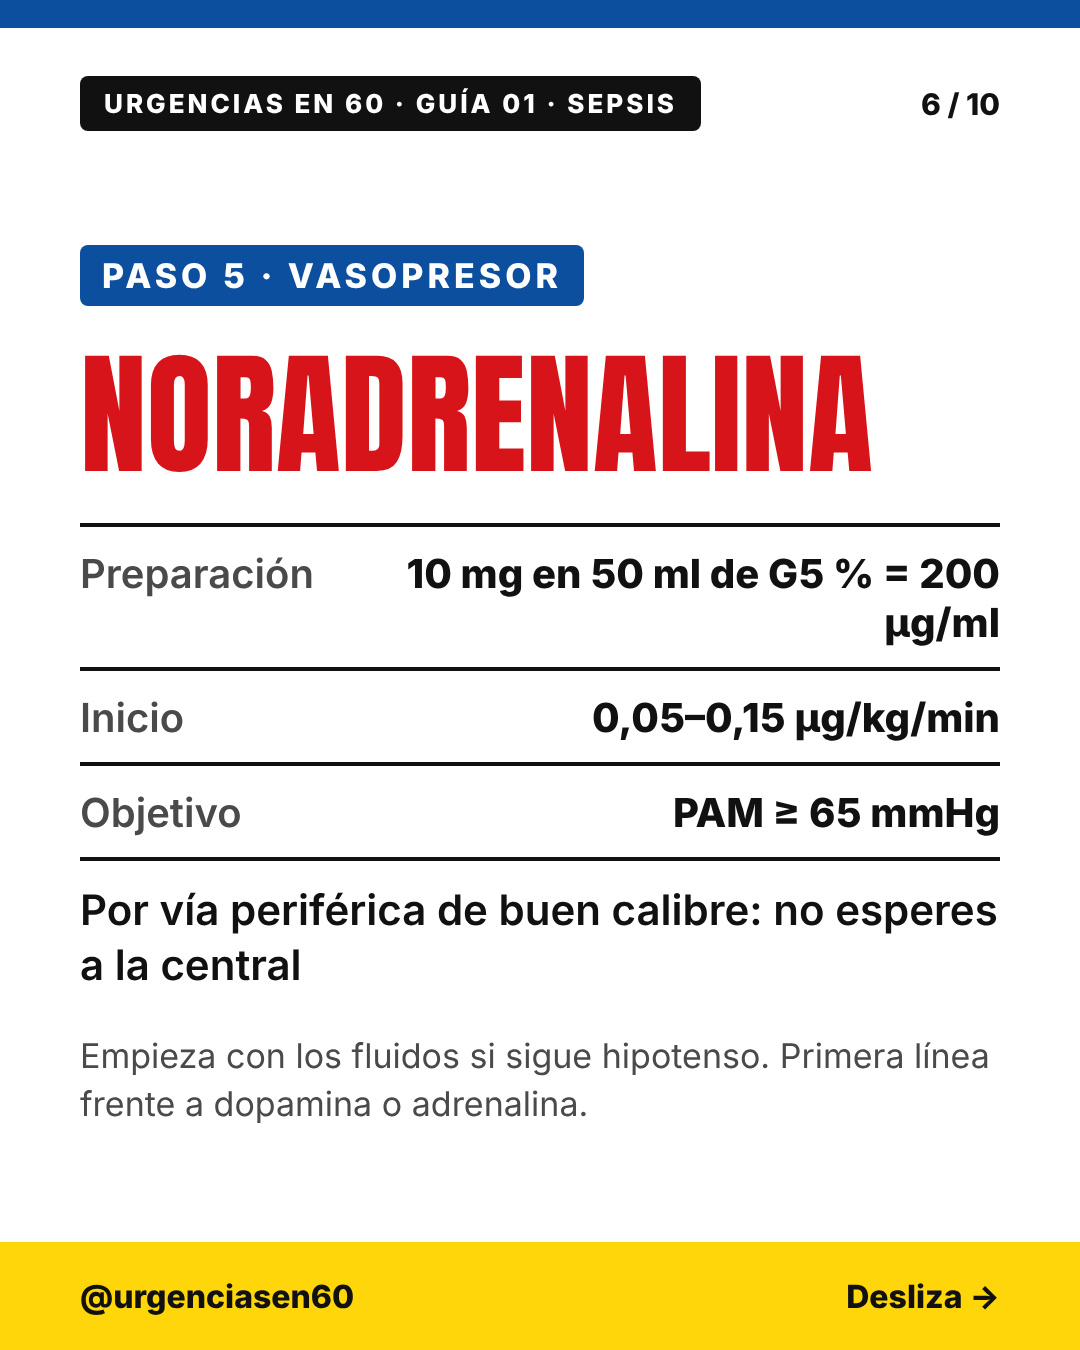 URGENCIAS EN 60 · GUÍA 01 · SEPSIS
6 / 10
PASO 5 · VASOPRESOR
NORADRENALINA
Preparación
10 mg en 50 ml de G5 % = 200
µg/ml
Inicio
0,05–0,15 µg/kg/min
Objetivo
PAM ≥ 65 mmHg
Por vía periférica de buen calibre: no esperes
a la central
Empieza con los fluidos si sigue hipotenso. Primera línea
frente a dopamina o adrenalina.
@urgenciasen60
Desliza →